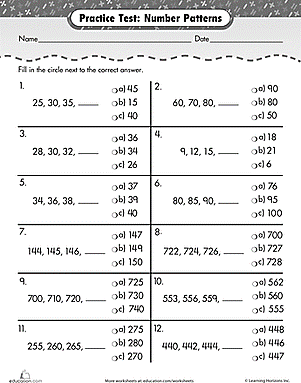 Practice Test: Number Patterns
Name Date
Fill in the circle next to the correct answer.
1. 25, 30, 35, ____ a) 45 b) 15 c) 40
2. 60, 70, 80, ____ a) 90 b) 80 c) 50
3. 28, 30, 32, ____ a) 36 b) 34 c) 26
4. 9, 12, 15, ____ a) 18 b) 21 c) 6
5. 34, 36, 38, ____ a) 37 b) 39 c) 40
6. 80, 85, 90, ____ a) 76 b) 95 c) 100
7. 144, 145, 146, ____ a) 147 b) 149 c) 150
8. 722, 724, 726, ____ a) 700 b) 727 c) 728
9. 700, 710, 720, ____ a) 725 b) 730 c) 740
10. 553, 556, 559, ____ a) 562 b) 560 c) 555
11. 255, 260, 265, ____ a) 275 b) 280 c) 270
12. 440, 442, 444, ____ a) 448 b) 446 c) 447
education.com
More worksheets at education.com/worksheets
© Learning Horizons Inc.